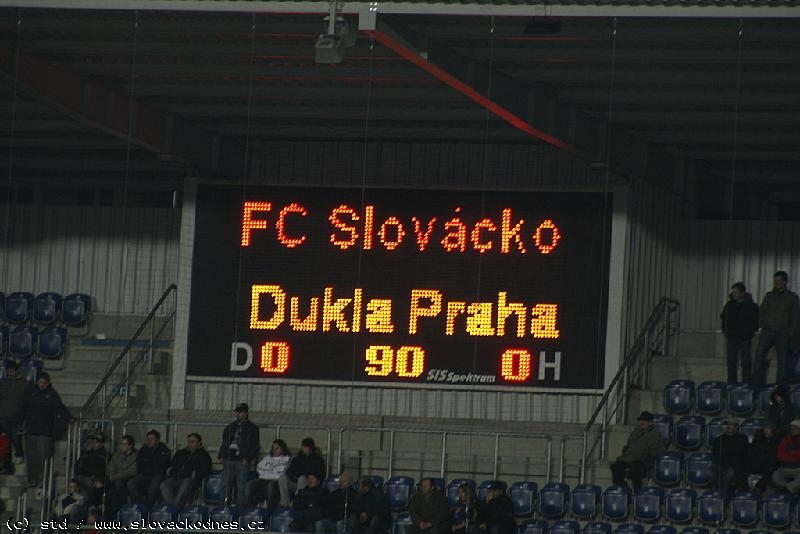 FC Slovácko
Dukla Praha
D 0 90 0 H
SIS Spektrum
(c) std / www.slovackodnes.cz